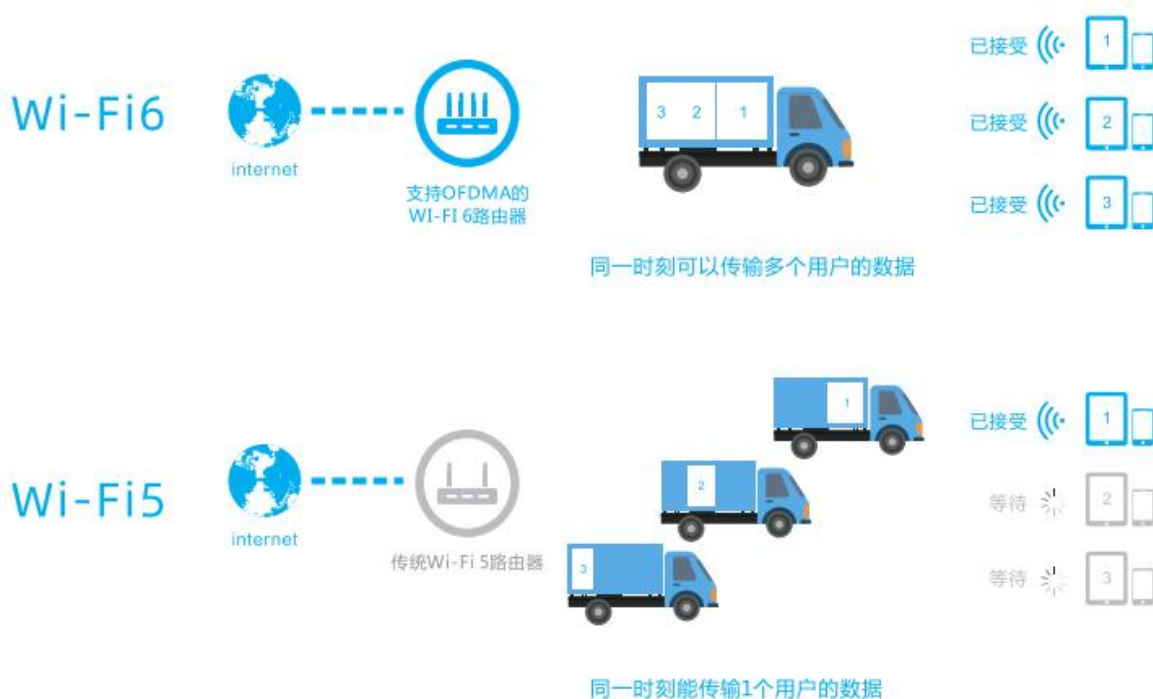 Wi-Fi6
internet
支持OFDMA的
WI-FI 6路由器
3 2 1
同一时刻可以传输多个用户的数据
已接受 1
已接受 2
已接受 3
Wi-Fi5
internet
传统Wi-Fi 5路由器
1
2
3
同一时刻能传输1个用户的数据
已接受 1
等待 2
等待 3